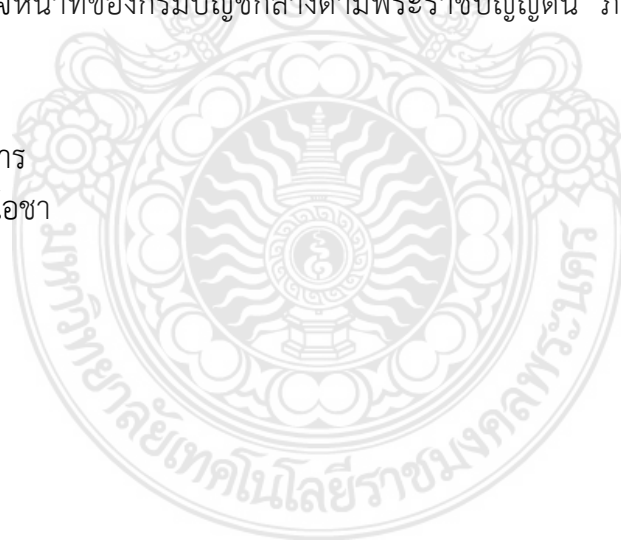 จหน้าที่ของกรมบัญชีกลางตามพระราชบัญญัตินี้ ภ
าร
อชา
มหาวิทยาลัยเทคโนโลยีราชมงคลพระนคร